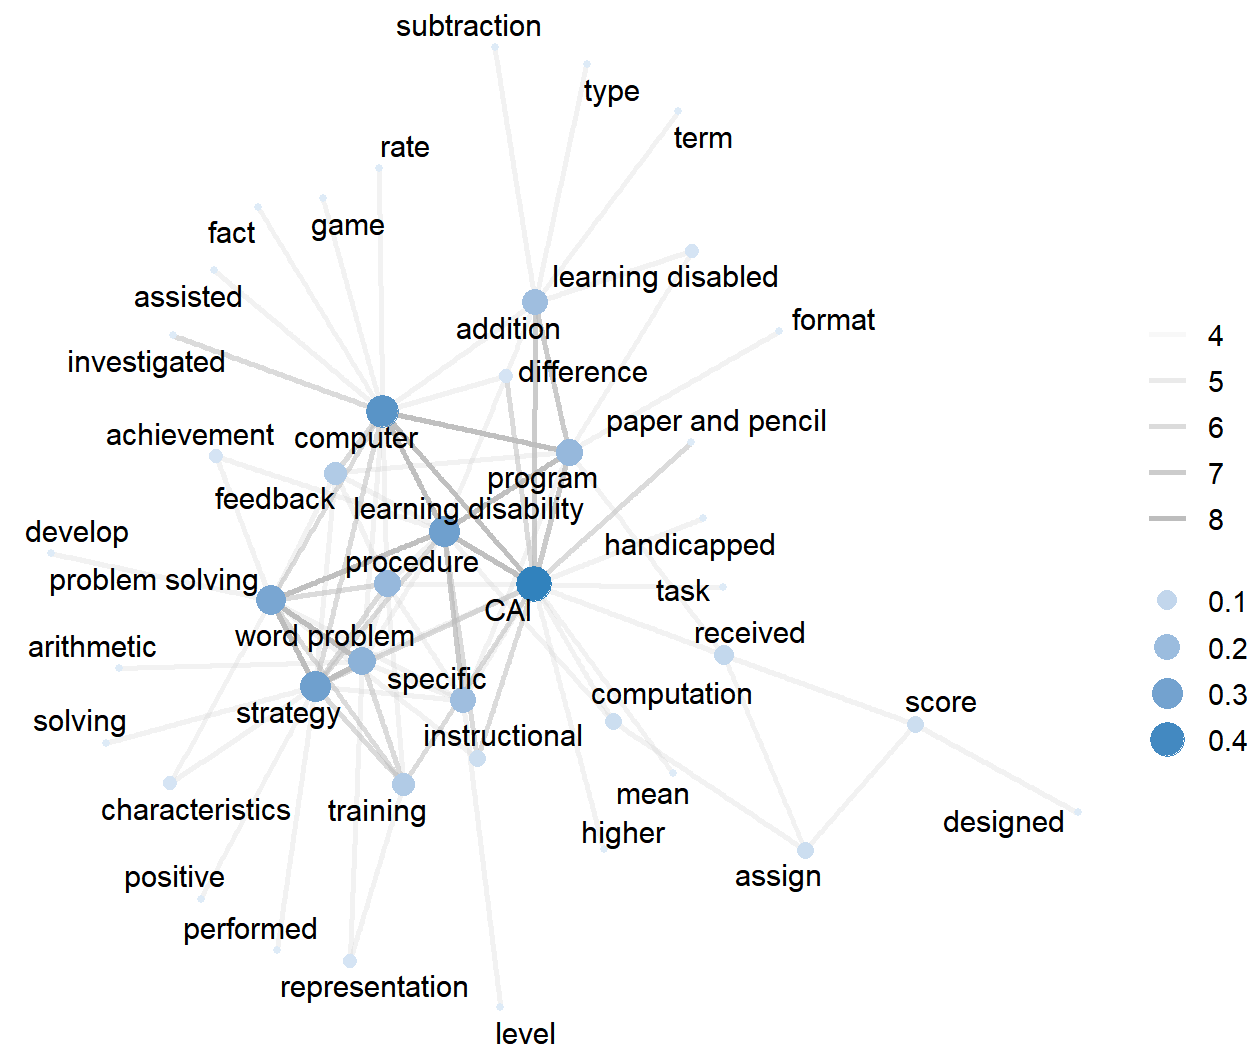 subtraction
type
term
rate
game
fact
learning disabled
assisted
format
addition
investigated
difference
paper and pencil
achievement
computer
program
feedback
learning disability
develop
handicapped
procedure
problem solving
task
CAI
received
word problem
arithmetic
specific
computation
score
strategy
solving
instructional
mean
characteristics
training
designed
higher
assign
positive
performed
representation
level
4
5
6
7
8
0.1
0.2
0.3
0.4